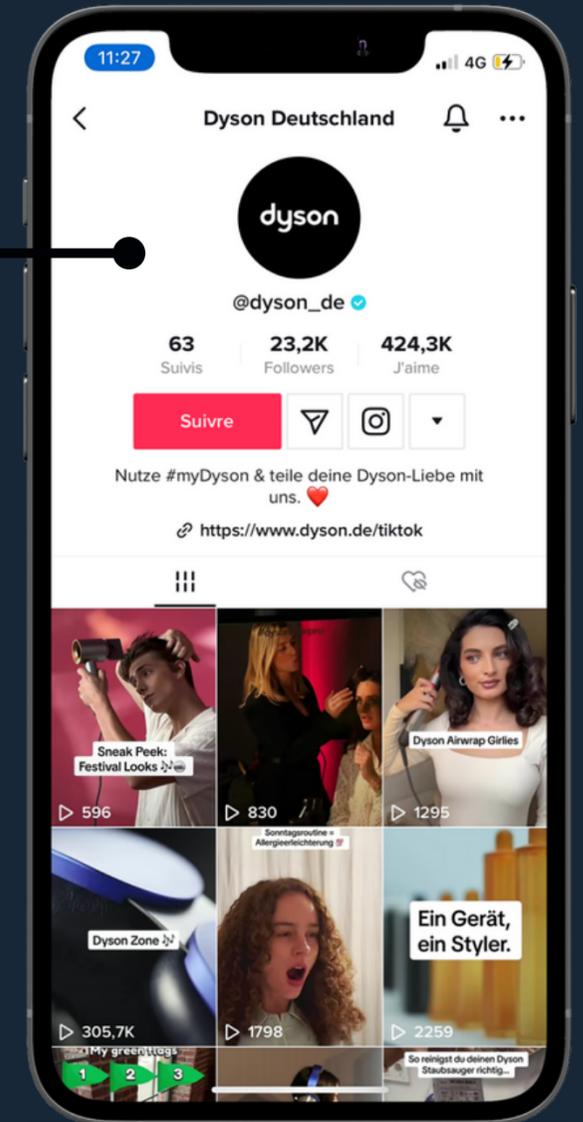 11:27
4G
Dyson Deutschland
dyson
@dyson_de
63 23,2K 424,3K
Suivis Followers J'aime
Suivre
Nutze #myDyson & teile deine Dyson-Liebe mit
uns. ❤️
https://www.dyson.de/tiktok
Sneak Peek:
Festival Looks
596
830
Dyson Airwrap Girlies
1295
Dyson Zone
305,7K
Sonntagsroutine =
Allergieerleichterung 💯
1798
Ein Gerät,
ein Styler.
2259
My green flags
1 2 3
So reinigst du deinen Dyson
Staubsauger richtig...